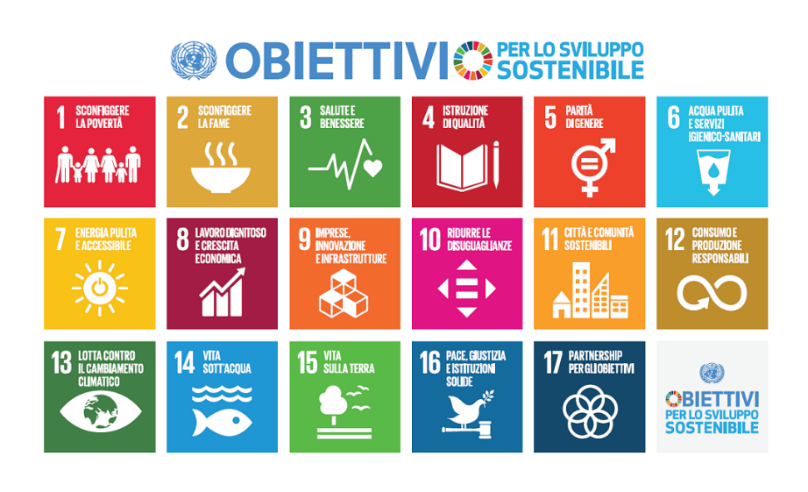 OBIETTIVI PER LO SVILUPPO
SOSTENIBILE
1 SCONFIGGERE
LA POVERTÀ
2 SCONFIGGERE
LA FAME
3 SALUTE E
BENESSERE
4 ISTRUZIONE
DI QUALITÀ
5 PARITÀ
DI GENERE
6 ACQUA PULITA
E SERVIZI
IGIENICO-SANITARI
7 ENERGIA PULITA
E ACCESSIBILE
8 LAVORO DIGNITOSO
E CRESCITA
ECONOMICA
9 IMPRESE,
INNOVAZIONE
E INFRASTRUTTURE
10 RIDURRE LE
DISUGUAGLIANZE
11 CITTÀ E COMUNITÀ
SOSTENIBILI
12 CONSUMO E
PRODUZIONE
RESPONSABILI
13 LOTTA CONTRO
IL CAMBIAMENTO
CLIMATICO
14 VITA
SOTT'ACQUA
15 VITA
SULLA TERRA
16 PACE, GIUSTIZIA
E ISTITUZIONI
SOLIDE
17 PARTNERSHIP
PER GLI OBIETTIVI
OBIETTIVI
PER LO SVILUPPO
SOSTENIBILE